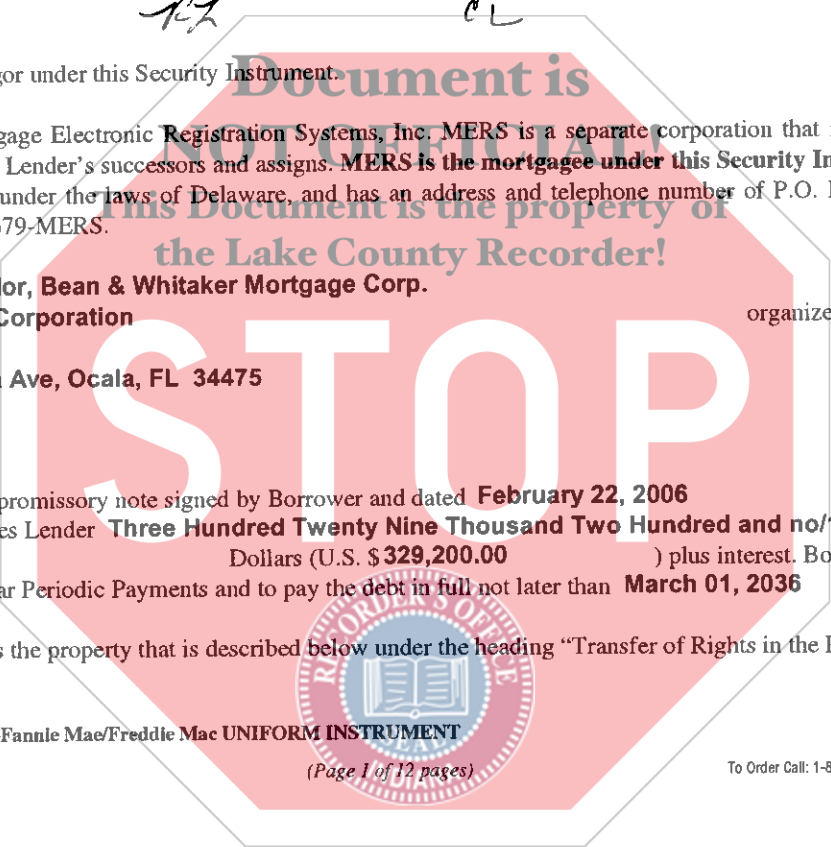 KL CL
gor under this Security Instrument.
Document is
NOT OFFICIAL!
gage Electronic Registration Systems, Inc. MERS is a separate corporation that
Lender's successors and assigns. MERS is the mortgagee under this Security In
under the laws of Delaware, and has an address and telephone number of P.O.
This Document is the property of
679-MERS.
the Lake County Recorder!
lor, Bean & Whitaker Mortgage Corp.
Corporation organize
STOP
Ave, Ocala, FL 34475
promissory note signed by Borrower and dated February 22, 2006
es Lender Three Hundred Twenty Nine Thousand Two Hundred and no/1
Dollars (U.S. $ 329,200.00 ) plus interest. Bo
ar Periodic Payments and to pay the debt in full not later than March 01, 2036
RECORDER'S OFFICE
s the property that is described below under the heading "Transfer of Rights in the
SEAL
INDIANA
Fannie Mae/Freddie Mac UNIFORM INSTRUMENT
(Page 1 of 12 pages) To Order Call: 1-8